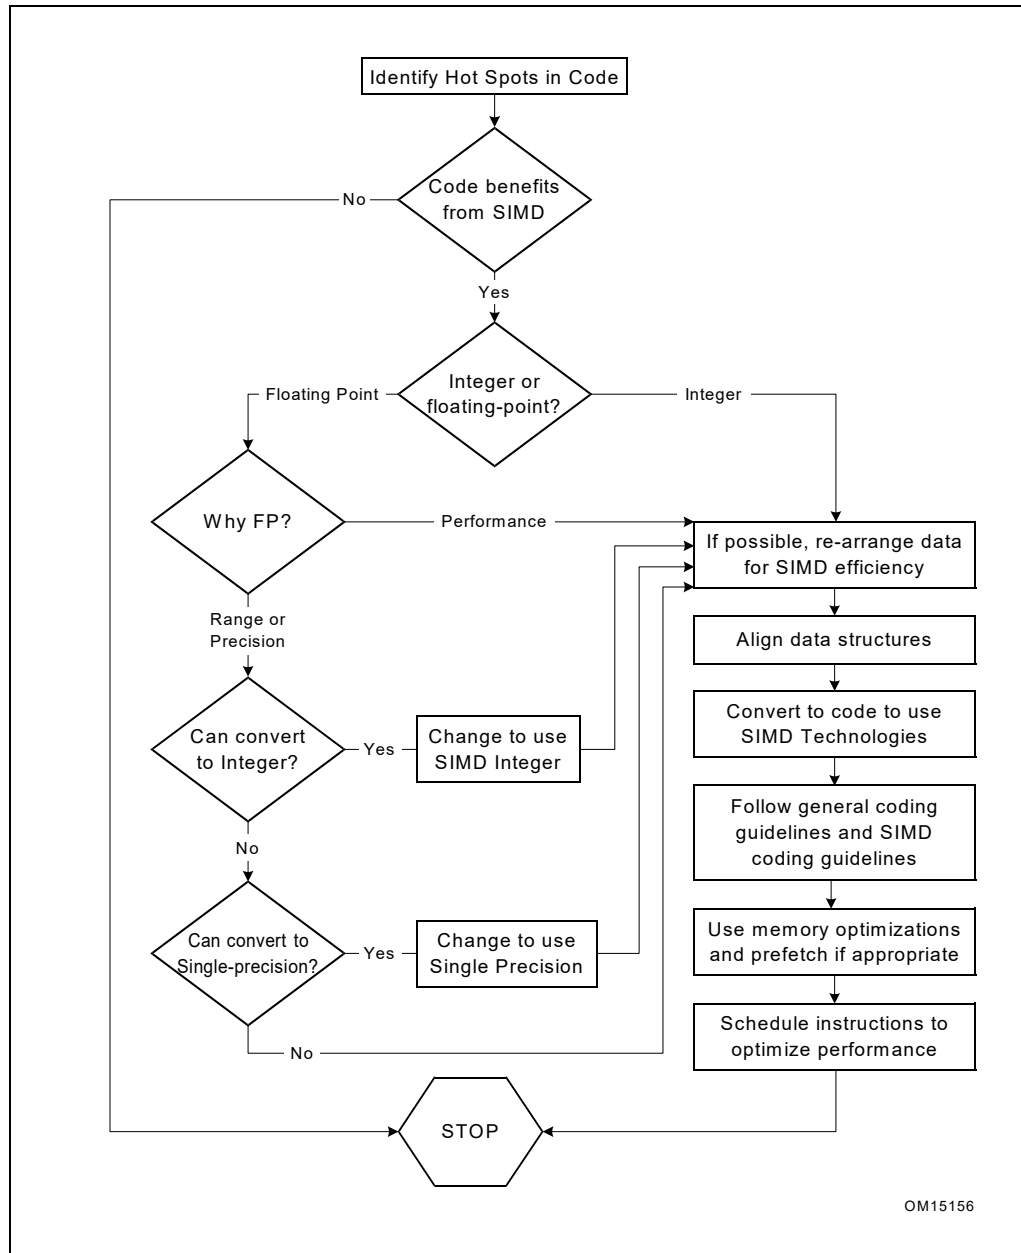 Identify Hot Spots in Code
Code benefits
from SIMD
No
Yes
Integer or
floating-point?
Floating Point
Integer
Why FP?
Performance
If possible, re-arrange data
for SIMD efficiency
Range or
Precision
Align data structures
Can convert
to Integer?
Yes
Change to use
SIMD Integer
Convert to code to use
SIMD Technologies
No
Follow general coding
guidelines and SIMD
coding guidelines
Can convert to
Single-precision?
Yes
Change to use
Single Precision
Use memory optimizations
and prefetch if appropriate
No
Schedule instructions to
optimize performance
STOP
OM15156